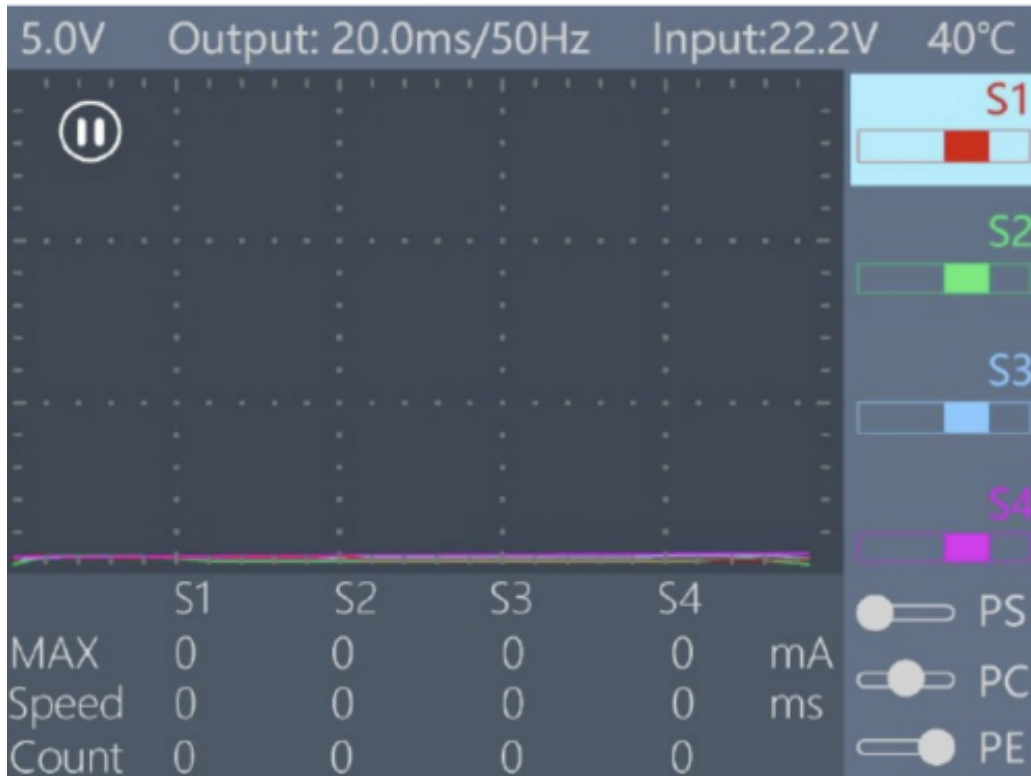 5.0V Output: 20.0ms/50Hz Input:22.2V 40°C
S1
S2
S3
S4
S1 S2 S3 S4
MAX 0 0 0 0 mA
Speed 0 0 0 0 ms
Count 0 0 0 0
PS
PC
PE